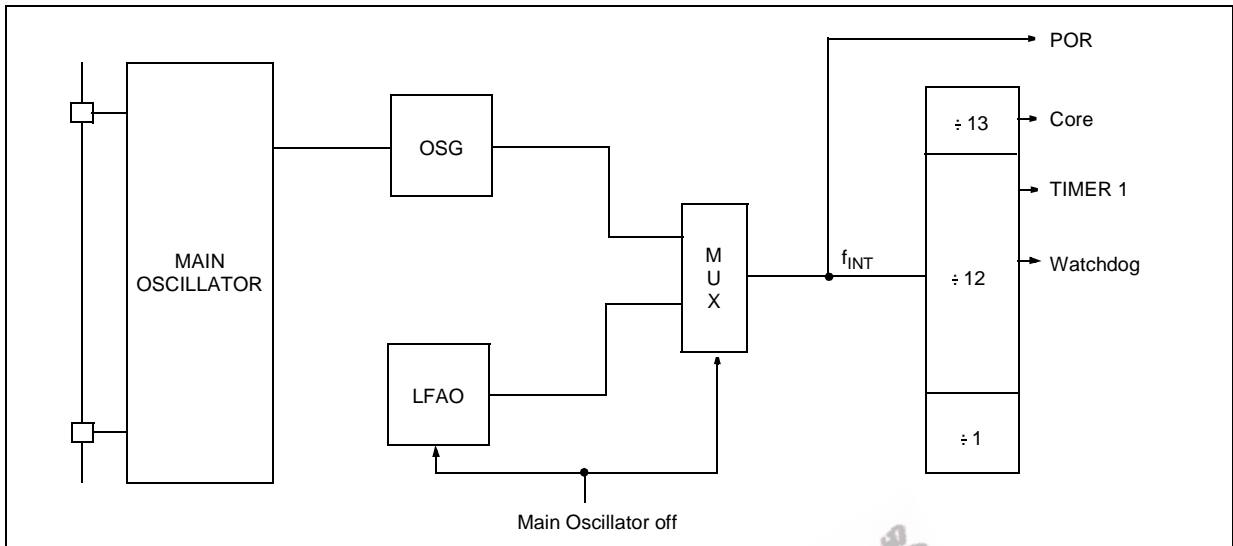 POR
÷ 13
Core
OSG
TIMER 1
MAIN
OSCILLATOR
M
U
X
fINT
÷ 12
Watchdog
LFAO
÷ 1
Main Oscillator off